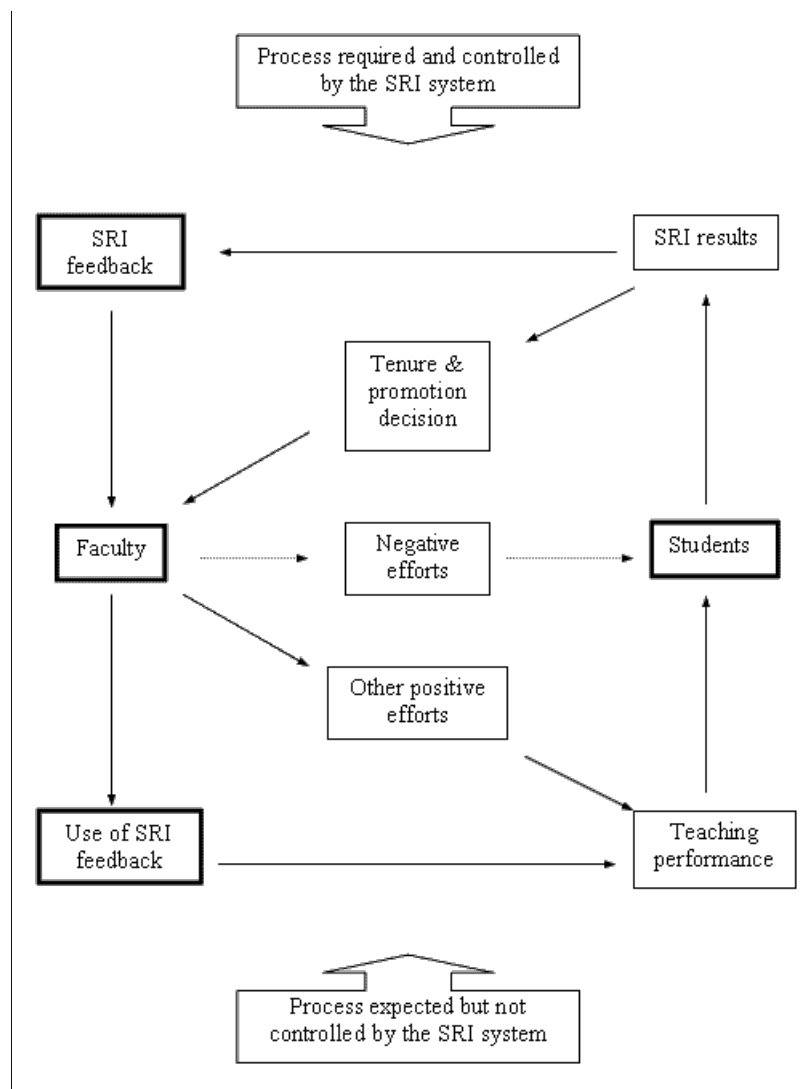 Process required and controlled
by the SRI system
SRI
feedback
SRI results
Tenure &
promotion
decision
Faculty
Negative
efforts
Students
Other positive
efforts
Use of SRI
feedback
Teaching
performance
Process expected but not
controlled by the SRI system